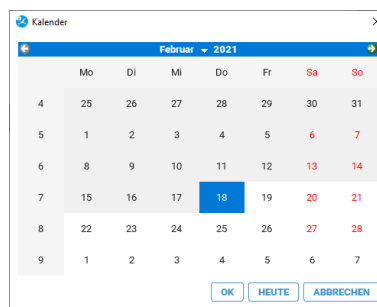 Kalender
Februar 2021
Mo Di Mi Do Fr Sa So
4 25 26 27 28 29 30 31
5 1 2 3 4 5 6 7
6 8 9 10 11 12 13 14
7 15 16 17 18 19 20 21
8 22 23 24 25 26 27 28
9 1 2 3 4 5 6 7
OK HEUTE ABBRECHEN